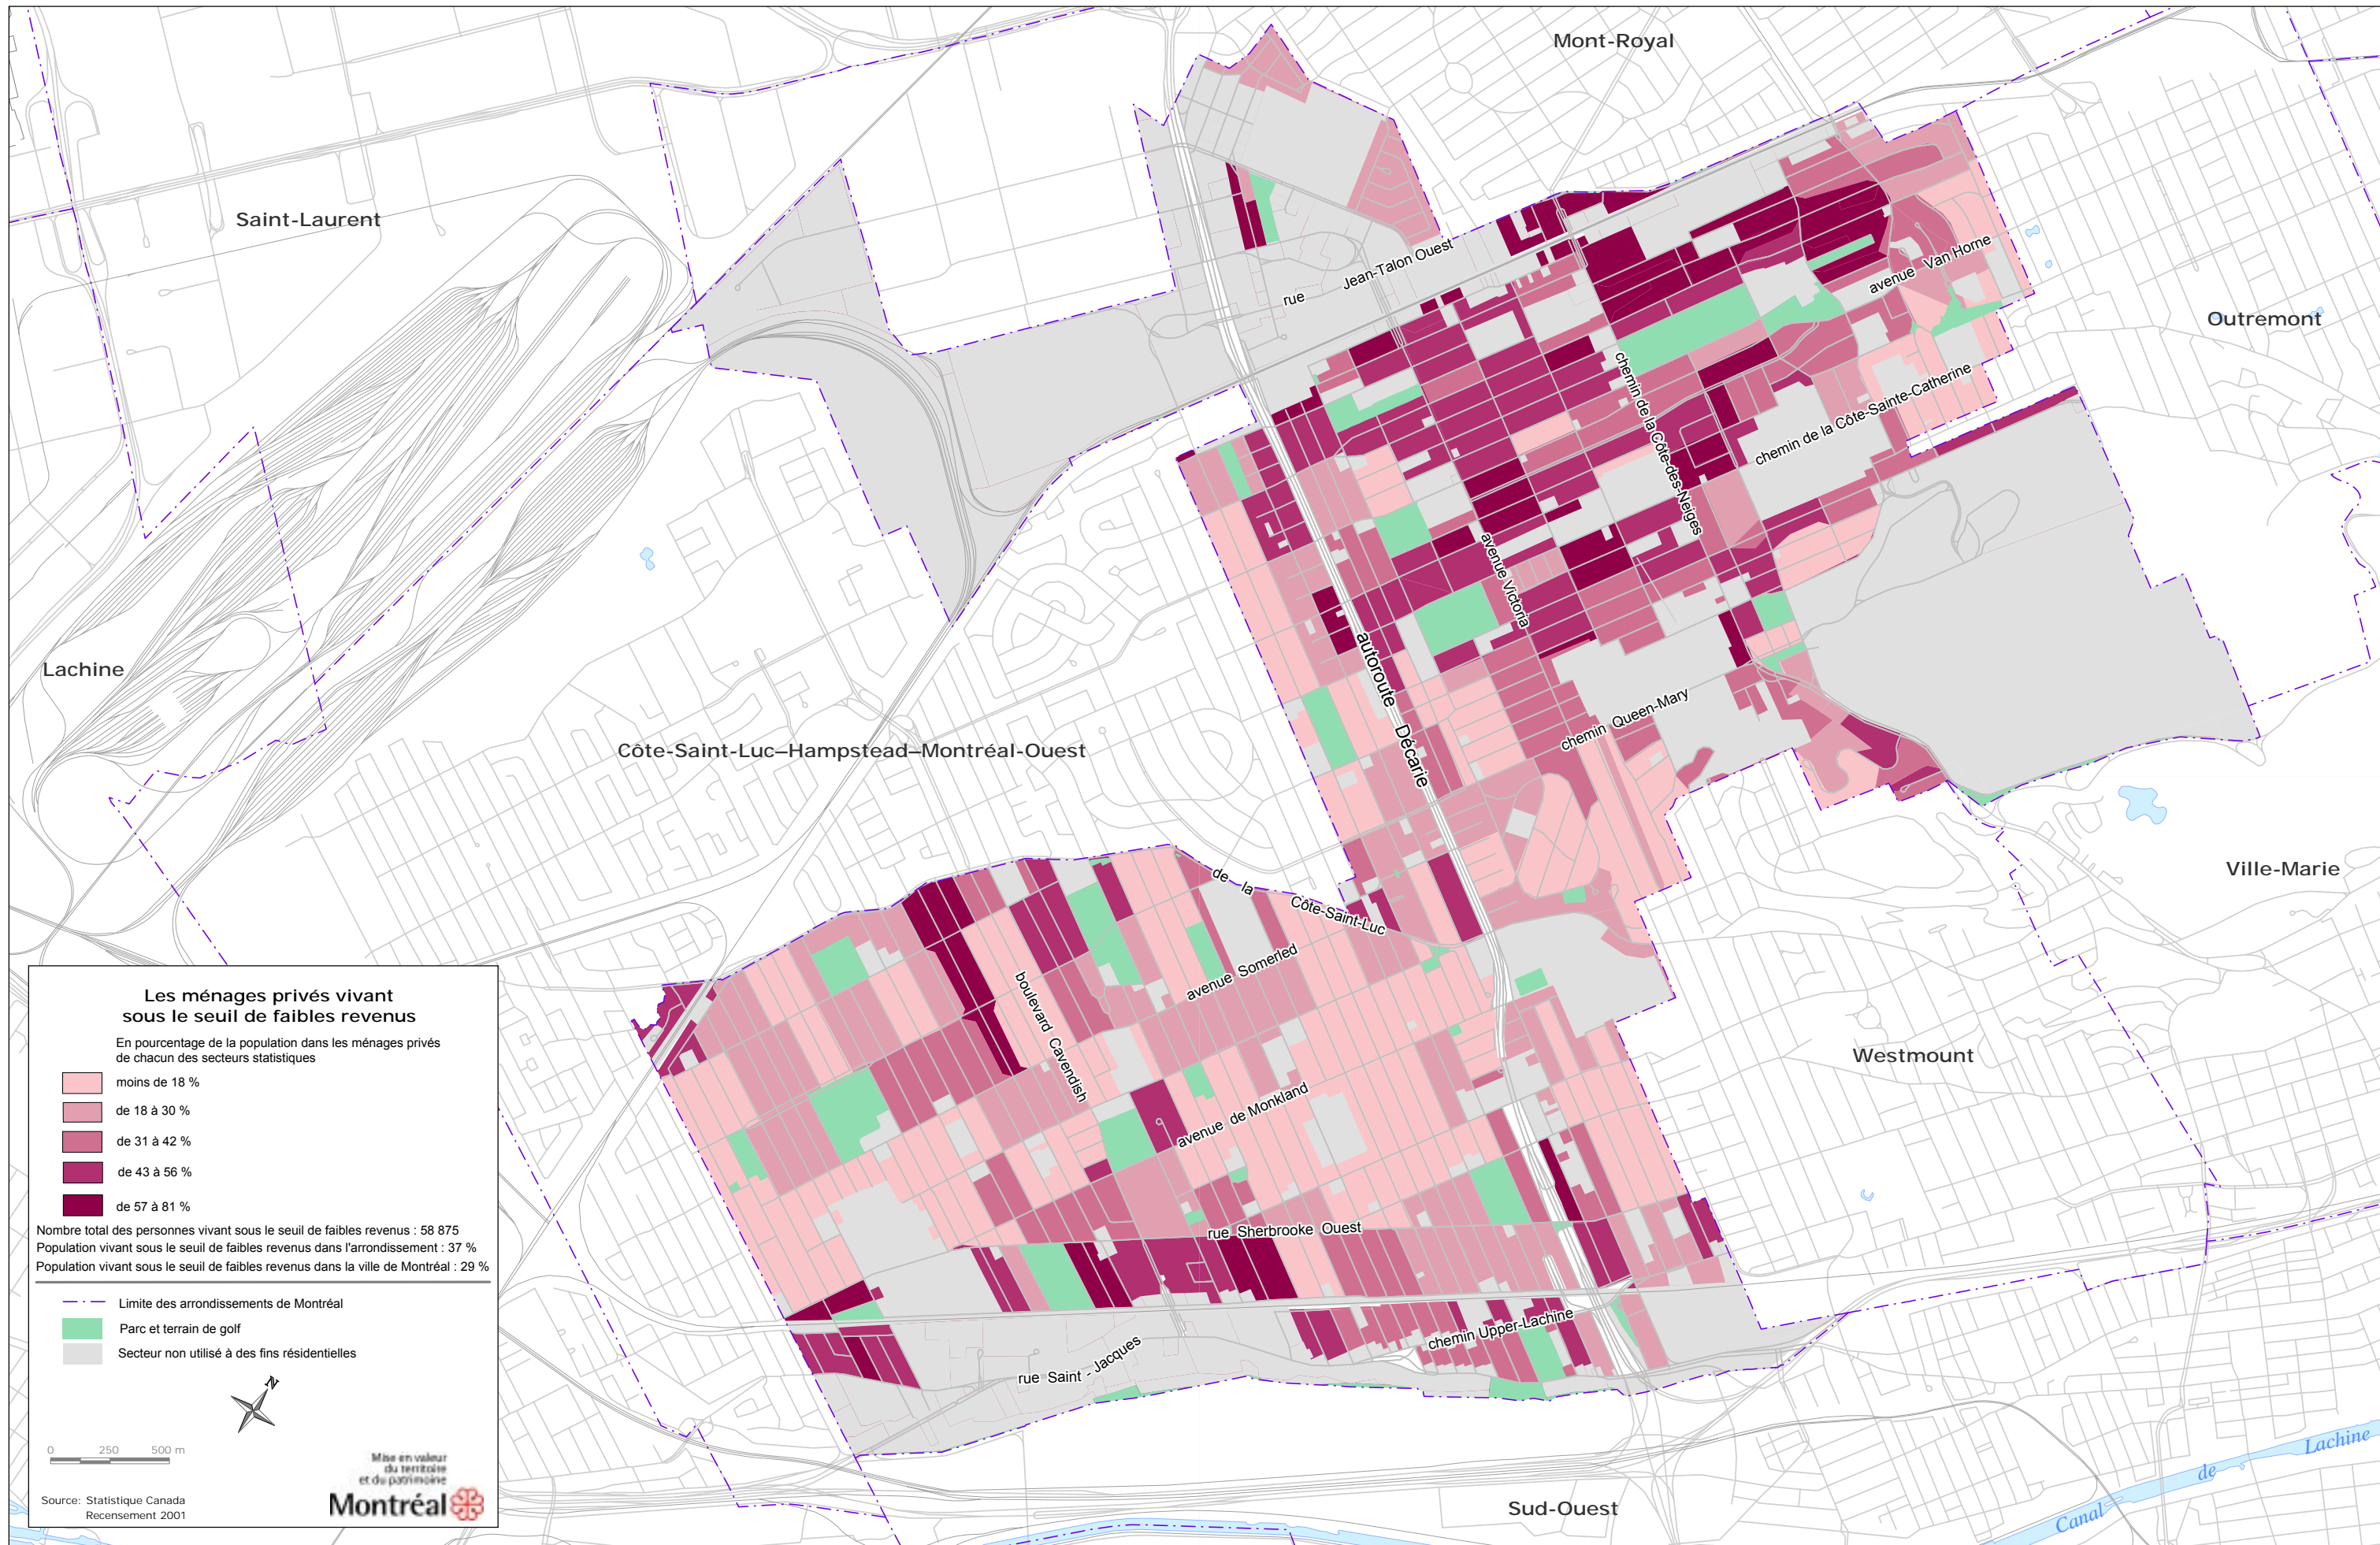 Mont-Royal
Saint-Laurent
rue Jean-Talon Ouest
avenue Van Horne
Outremont
chemin de la Côte-des-Neiges
chemin de la Côte-Sainte-Catherine
avenue Victoria
autoroute Décarie
Lachine
chemin Queen-Mary
Côte-Saint-Luc–Hampstead–Montréal-Ouest
Ville-Marie
de la Côte-Saint-Luc
avenue Somerled
boulevard Cavendish
Westmount
avenue de Monkland
rue Sherbrooke Ouest
chemin Upper-Lachine
rue Saint-Jacques
Sud-Ouest
Canal de Lachine
Les ménages privés vivant
sous le seuil de faibles revenus
En pourcentage de la population dans les ménages privés
de chacun des secteurs statistiques
moins de 18 %
de 18 à 30 %
de 31 à 42 %
de 43 à 56 %
de 57 à 81 %
Nombre total des personnes vivant sous le seuil de faibles revenus : 58 875
Population vivant sous le seuil de faibles revenus dans l'arrondissement : 37 %
Population vivant sous le seuil de faibles revenus dans la ville de Montréal : 29 %
Limite des arrondissements de Montréal
Parc et terrain de golf
Secteur non utilisé à des fins résidentielles
N
0 250 500 m
Mise en valeur
du territoire
et du patrimoine
Montréal
Source: Statistique Canada
Recensement 2001